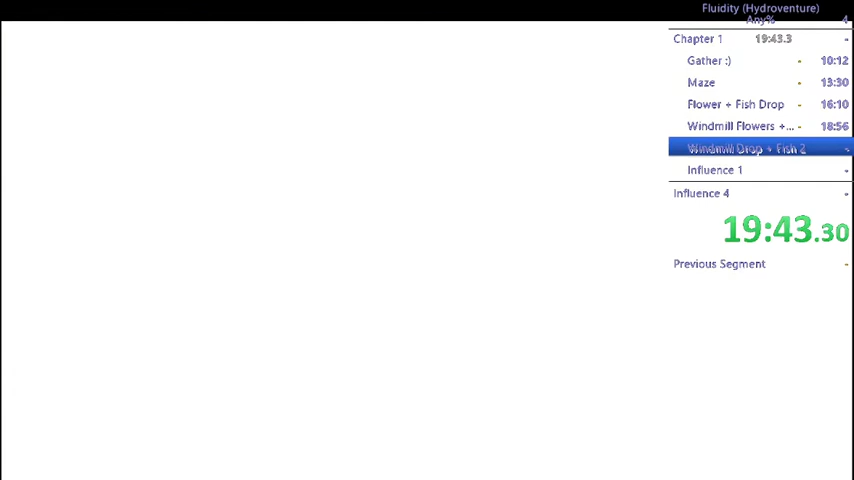 Fluidity (Hydroventure)
Any% 4
Chapter 1 19:43.3 -
Gather :) - 10:12
Maze - 13:30
Flower + Fish Drop - 16:10
Windmill Flowers +... - 18:56
Windmill Drop + Fish 2 -
Influence 1 -
Influence 4 -
19:43.30
Previous Segment -